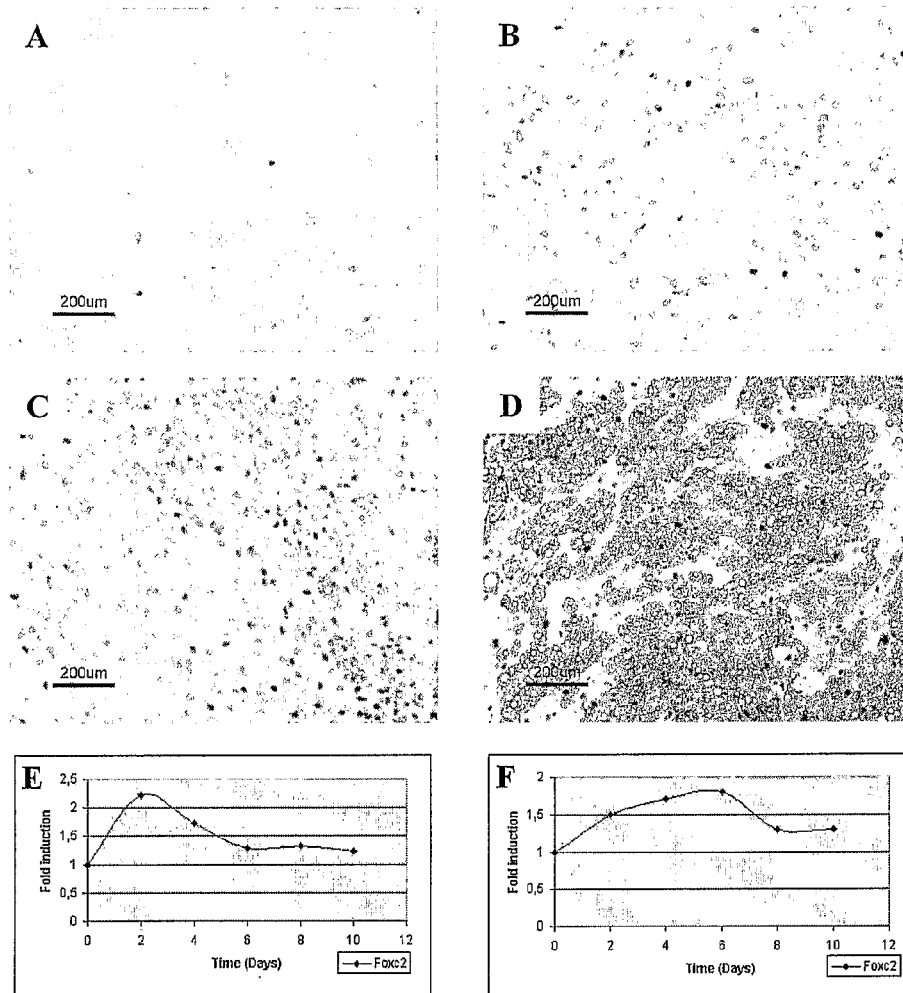 A
B
200um
200um
C
D
200um
200um
E
2,5
2
1,5
1
0,5
0
0 2 4 6 8 10 12
Fold induction
Time (Days)
Foxc2
F
2
1,5
1
0,5
0
0 2 4 6 8 10 12
Fold induction
Time (Days)
Foxc2